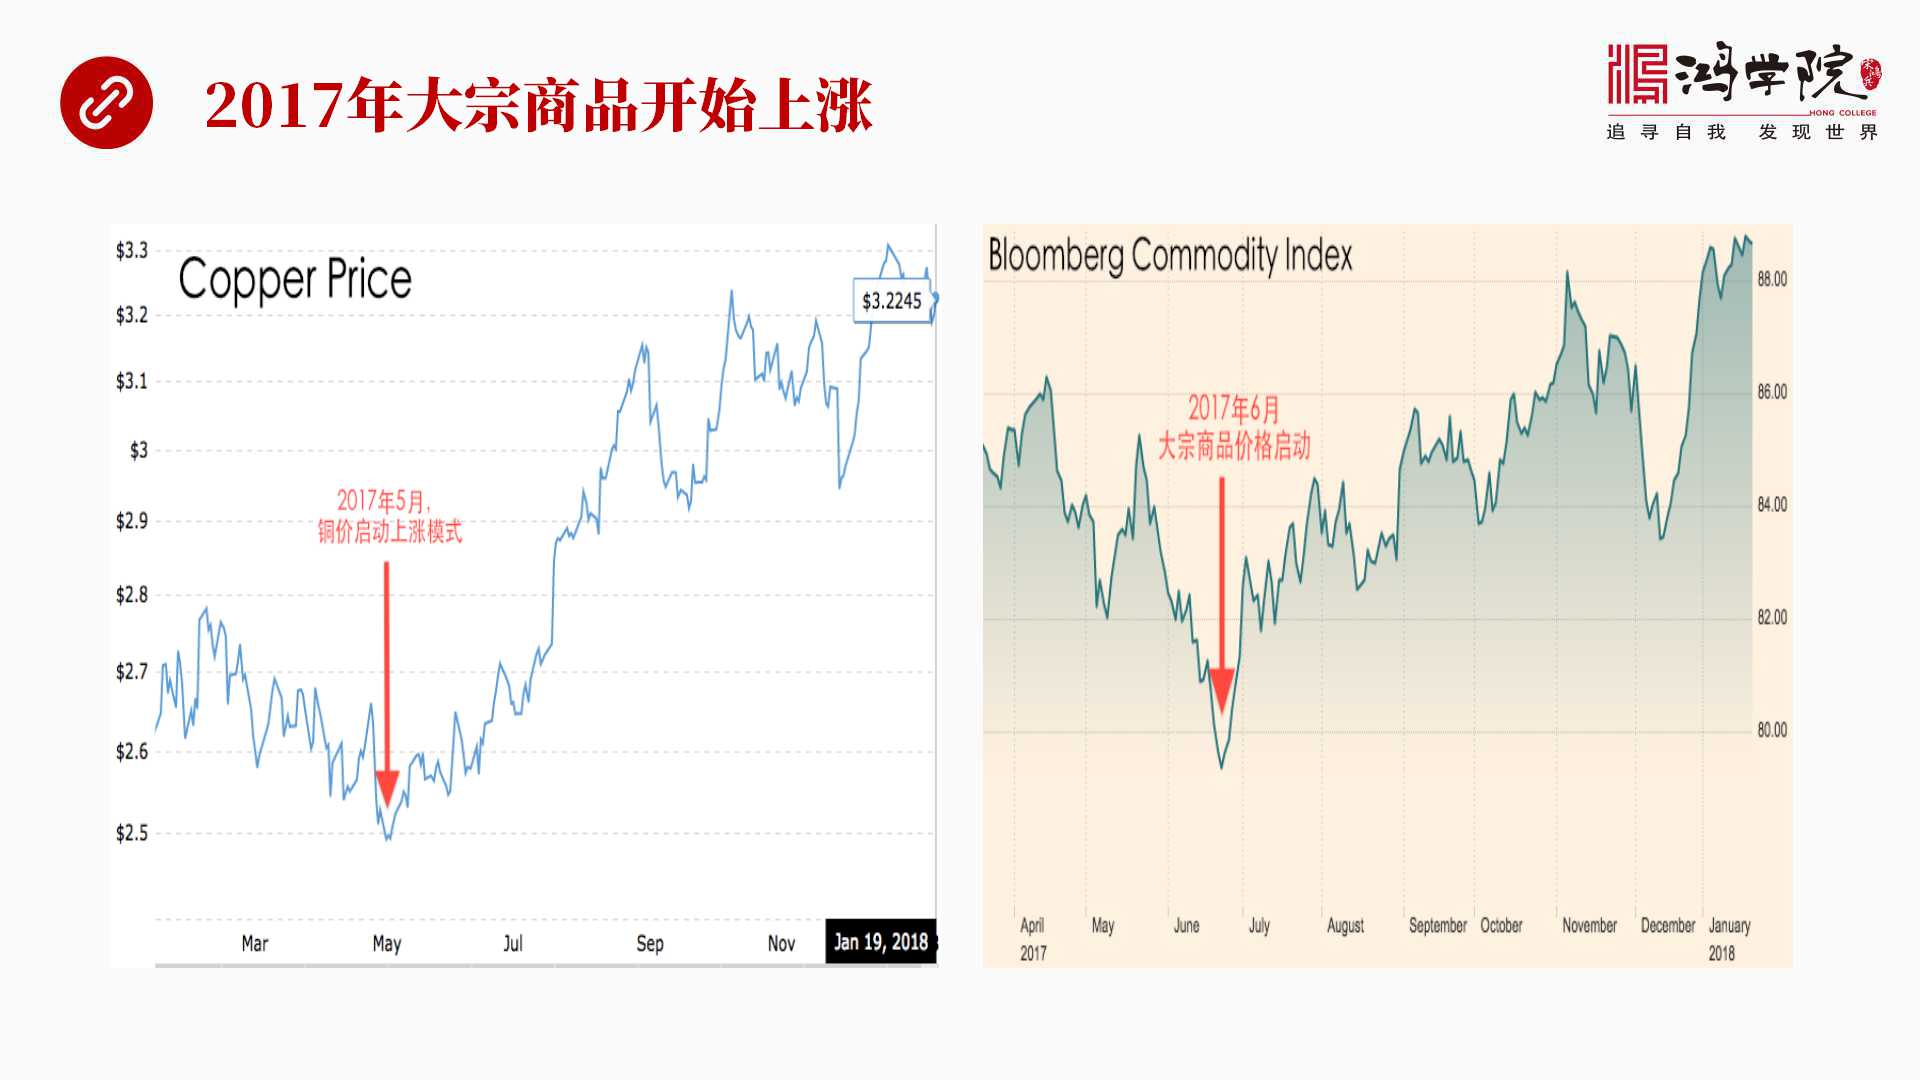 2017年大宗商品开始上涨
鸿学院
宋鸿兵
HONG COLLEGE
追寻自我 发现世界
Copper Price
$3.3
$3.2
$3.1
$3
$2.9
$2.8
$2.7
$2.6
$2.5
$3.2245
2017年5月,
铜价启动上涨模式
Mar May Jul Sep Nov Jan 19, 2018
Bloomberg Commodity Index
88.00
86.00
84.00
82.00
80.00
2017年6月
大宗商品价格启动
April May June July August September October November December January
2017 2018